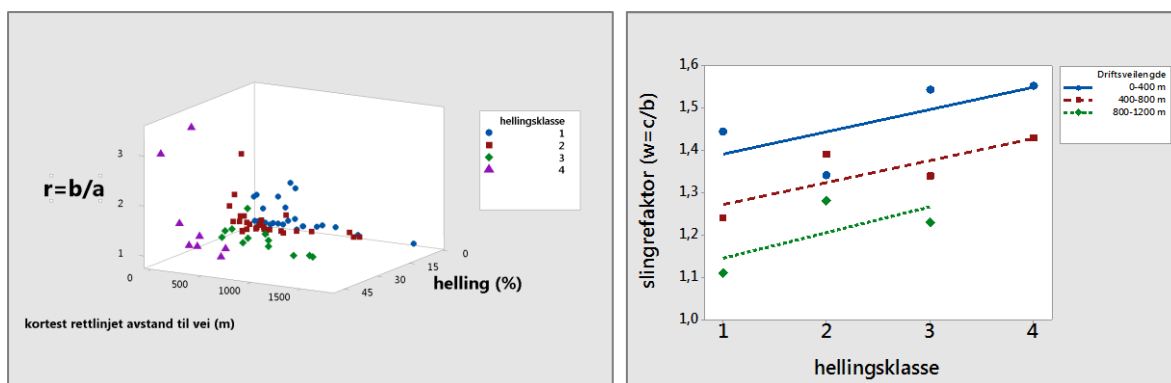 hellingsklasse
1
2
3
4
3
2
1
r=b/a
0
500
1000
1500
45
30
15
0
helling (%)
kortest rettlinjet avstand til vei (m)
1,6
1,5
1,4
1,3
1,2
1,1
1,0
slingrefaktor (w=c/b)
1 2 3 4
hellingsklasse
Driftsveilengde
0-400 m
400-800 m
800-1200 m